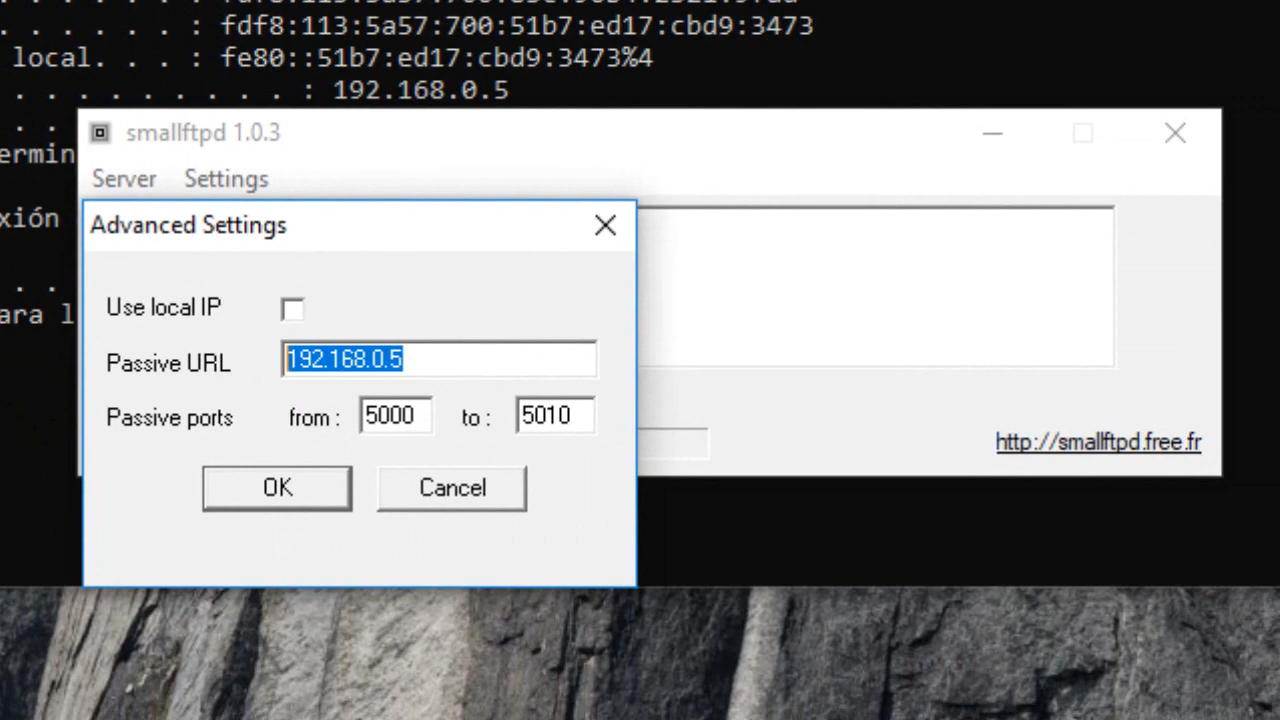 . . . . . . : fdf8:113:5a57:700:51b7:ed17:cbd9:3473
local. . . : fe80::51b7:ed17:cbd9:3473%4
. . . . . . . . . . : 192.168.0.5
smallftpd 1.0.3
Server Settings
ermin
xión
. .
ara l
Advanced Settings
Use local IP
Passive URL 192.168.0.5
Passive ports from : 5000 to : 5010
OK Cancel
http://smallftpd.free.fr